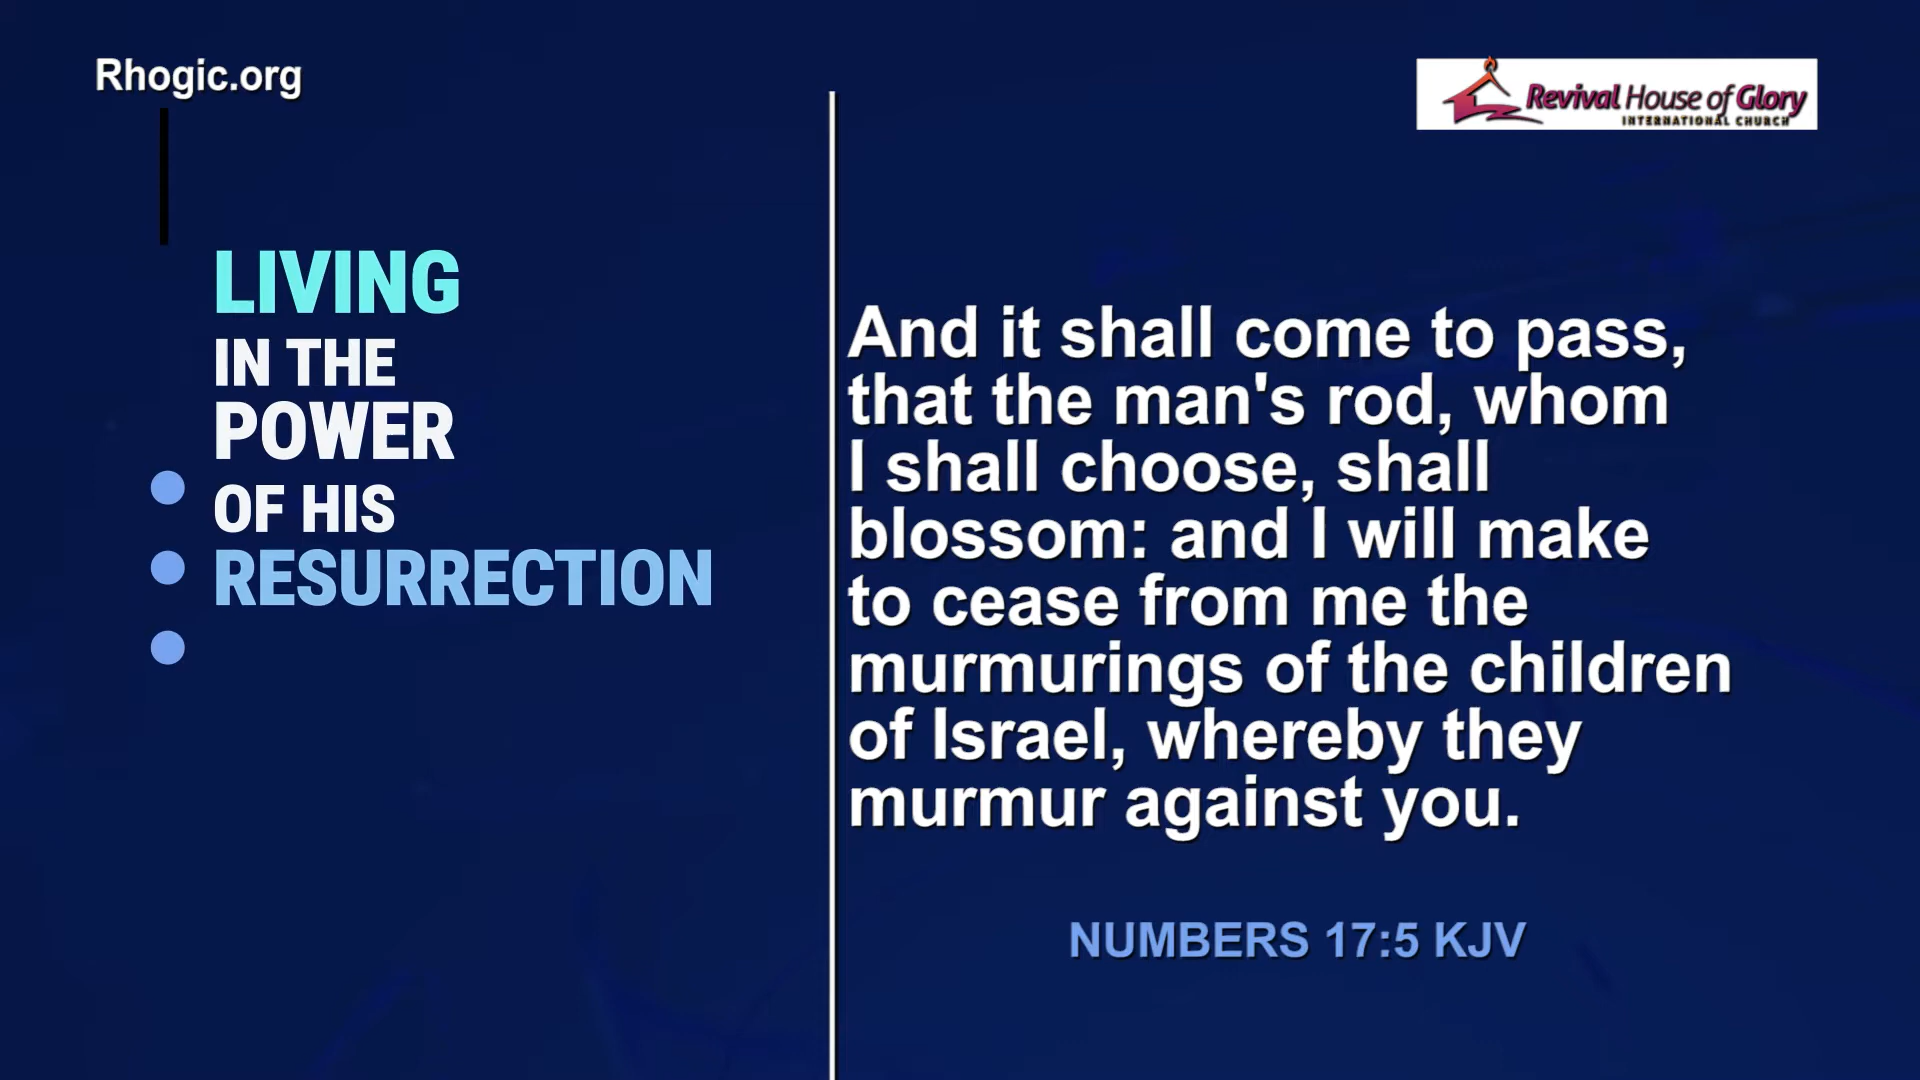 Rhogic.org
Revival House of Glory
INTERNATIONAL CHURCH
LIVING
IN THE
POWER
OF HIS
RESURRECTION
And it shall come to pass,
that the man's rod, whom
I shall choose, shall
blossom: and I will make
to cease from me the
murmurings of the children
of Israel, whereby they
murmur against you.
NUMBERS 17:5 KJV